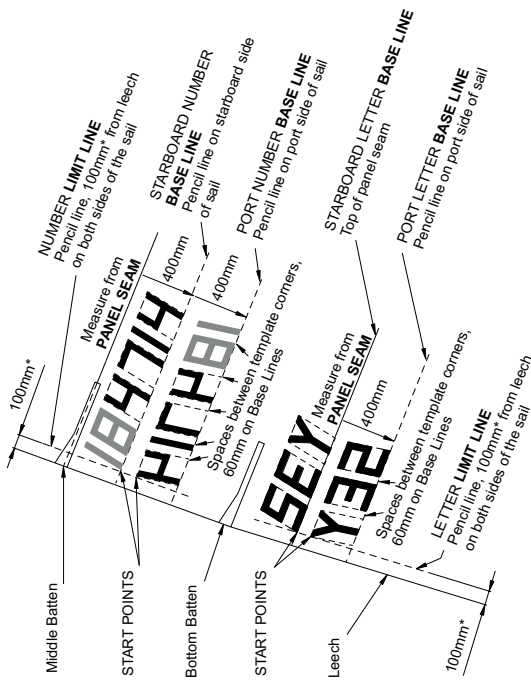 100mm*
NUMBER LIMIT LINE
Pencil line, 100mm* from leech
on both sides of the sail
Middle Batten
Measure from
PANEL SEAM
184714
400mm
STARBOARD NUMBER
BASE LINE
Pencil line on starboard side
of sail
START POINTS
184714
400mm
PORT NUMBER BASE LINE
Pencil line on port side of sail
Spaces between template corners,
60mm on Base Lines
Bottom Batten
SEY
Measure from
PANEL SEAM
STARBOARD LETTER BASE LINE
Top of panel seam
START POINTS
SEY
400mm
PORT LETTER BASE LINE
Pencil line on port side of sail
Spaces between template corners,
60mm on Base Lines
Leech
LETTER LIMIT LINE
Pencil line, 100mm* from leech
on both sides of the sail
100mm*